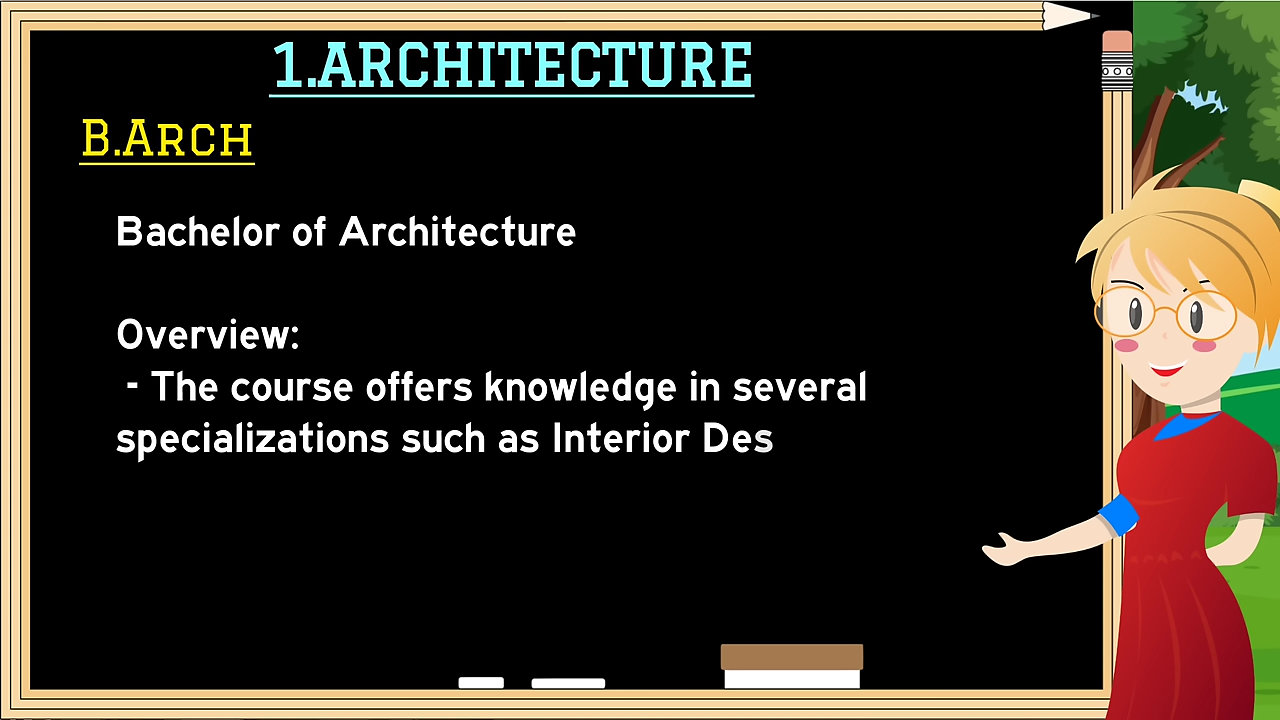 1.ARCHITECTURE
B.ARCH
Bachelor of Architecture
Overview:
- The course offers knowledge in several
specializations such as Interior Des